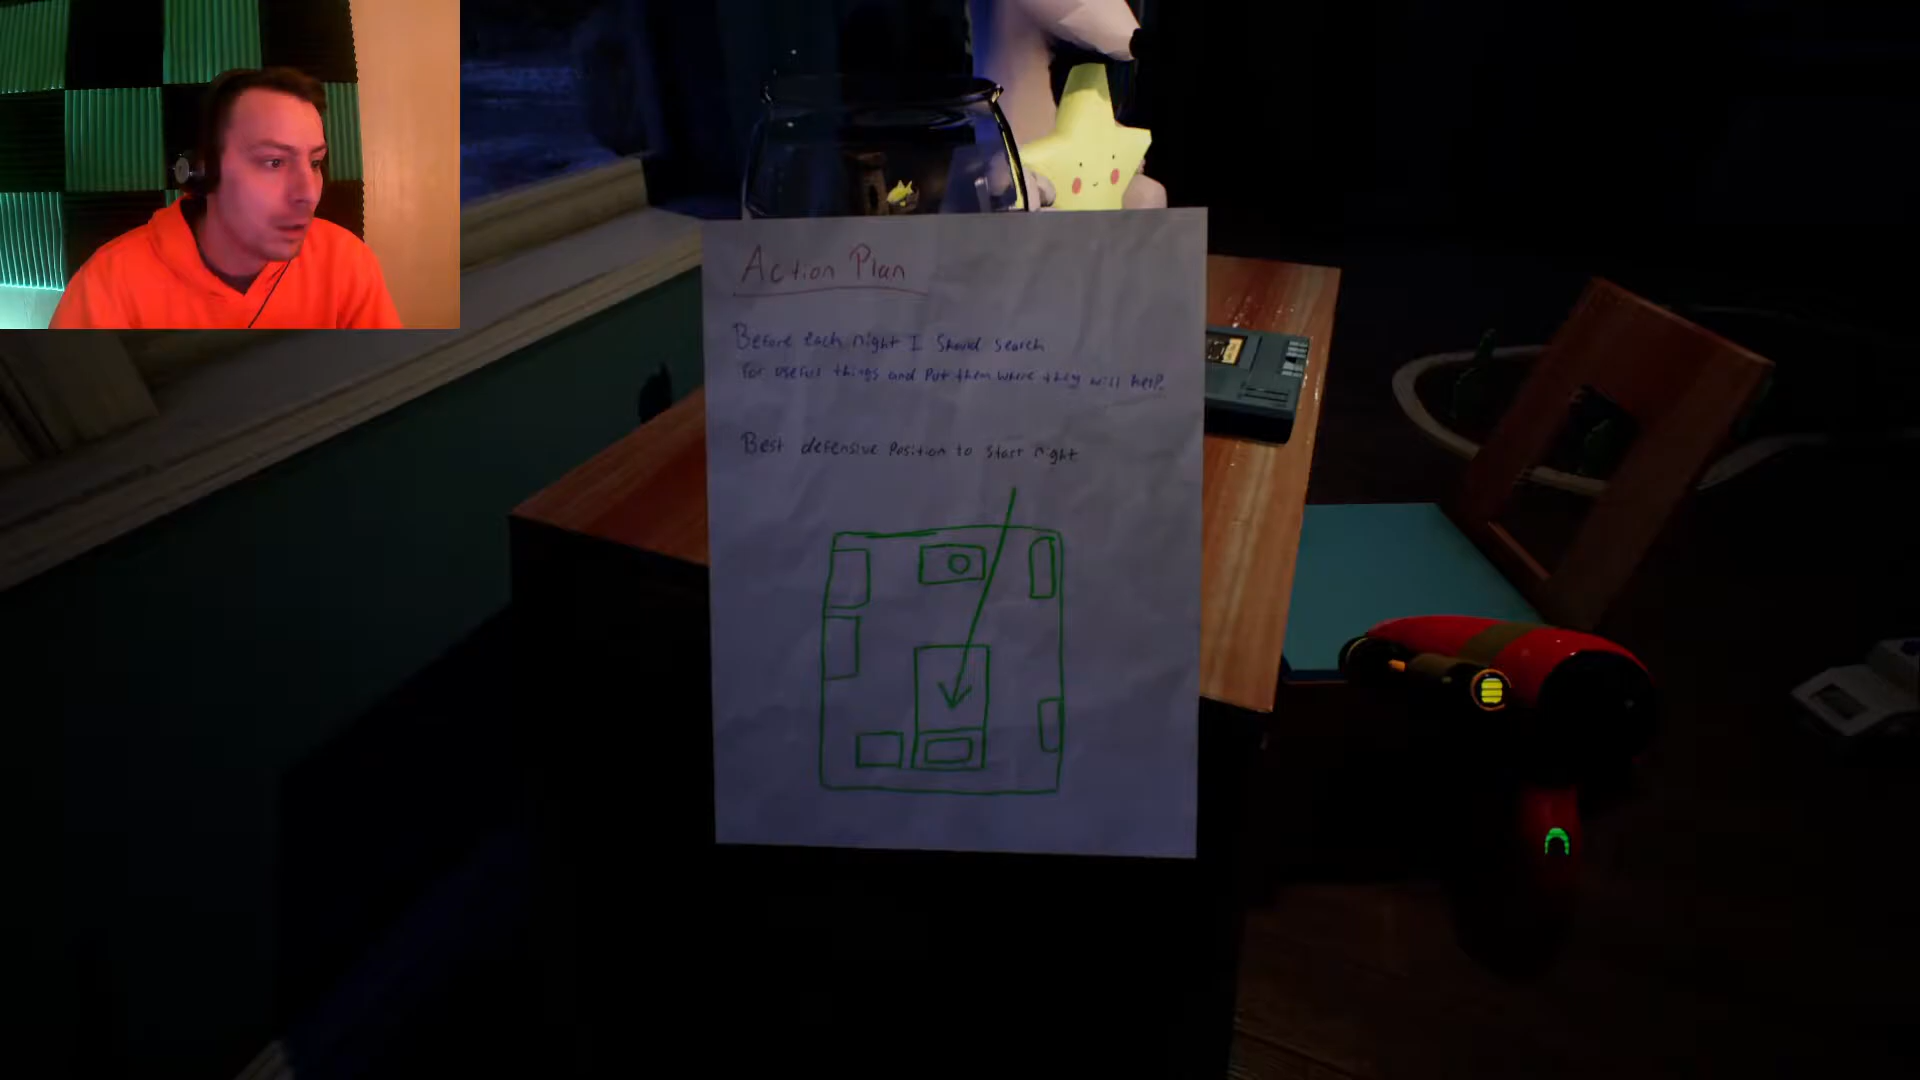 Action Plan
Before each night I should search
For useful things and Put them where they will help.
Best defensive Position to start night